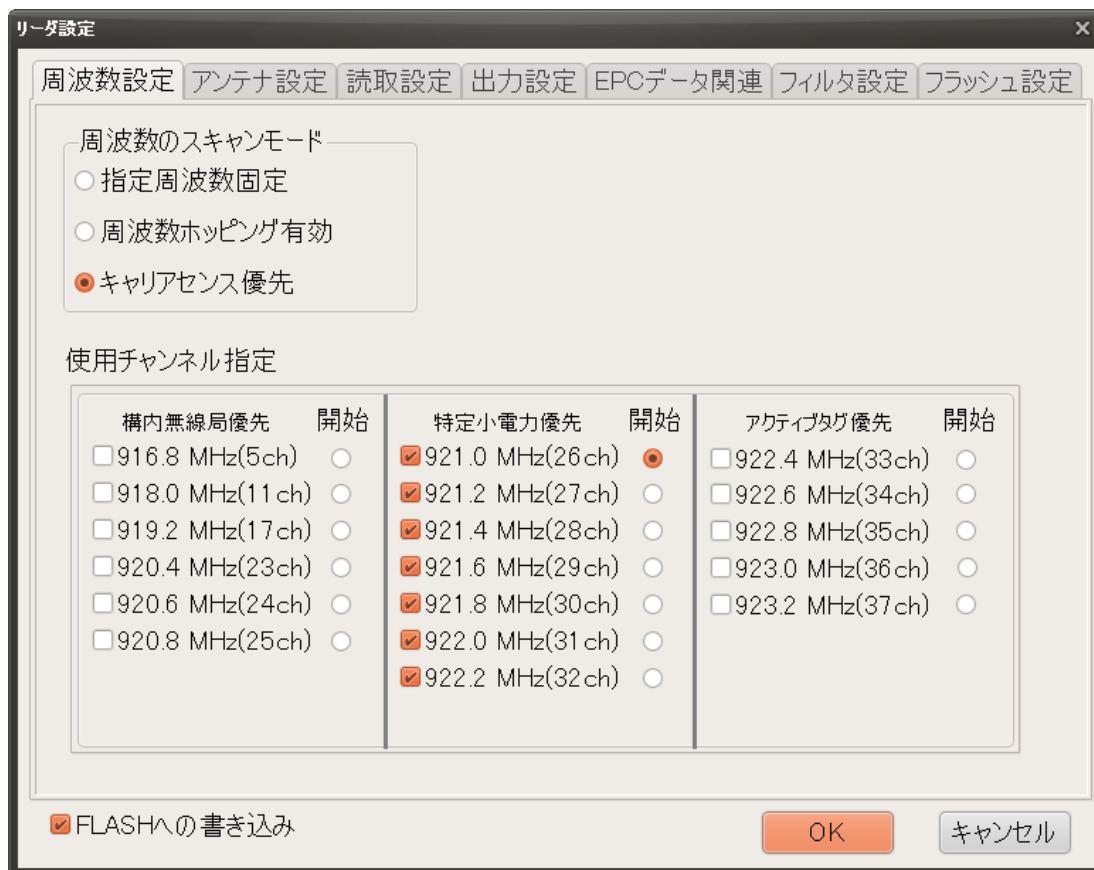 リーダ設定
周波数設定 アンテナ設定 読取設定 出力設定 EPCデータ関連 フィルタ設定 フラッシュ設定
周波数のスキャンモード
指定周波数固定
周波数ホッピング有効
キャリアセンス優先
使用チャンネル指定
構内無線局優先 開始 特定小電力優先 開始 アクティブタグ優先 開始
916.8 MHz(5ch) 921.0 MHz(26ch) 922.4 MHz(33ch)
918.0 MHz(11ch) 921.2 MHz(27ch) 922.6 MHz(34ch)
919.2 MHz(17ch) 921.4 MHz(28ch) 922.8 MHz(35ch)
920.4 MHz(23ch) 921.6 MHz(29ch) 923.0 MHz(36ch)
920.6 MHz(24ch) 921.8 MHz(30ch) 923.2 MHz(37ch)
920.8 MHz(25ch) 922.0 MHz(31ch)
922.2 MHz(32ch)
FLASHへの書き込み OK キャンセル